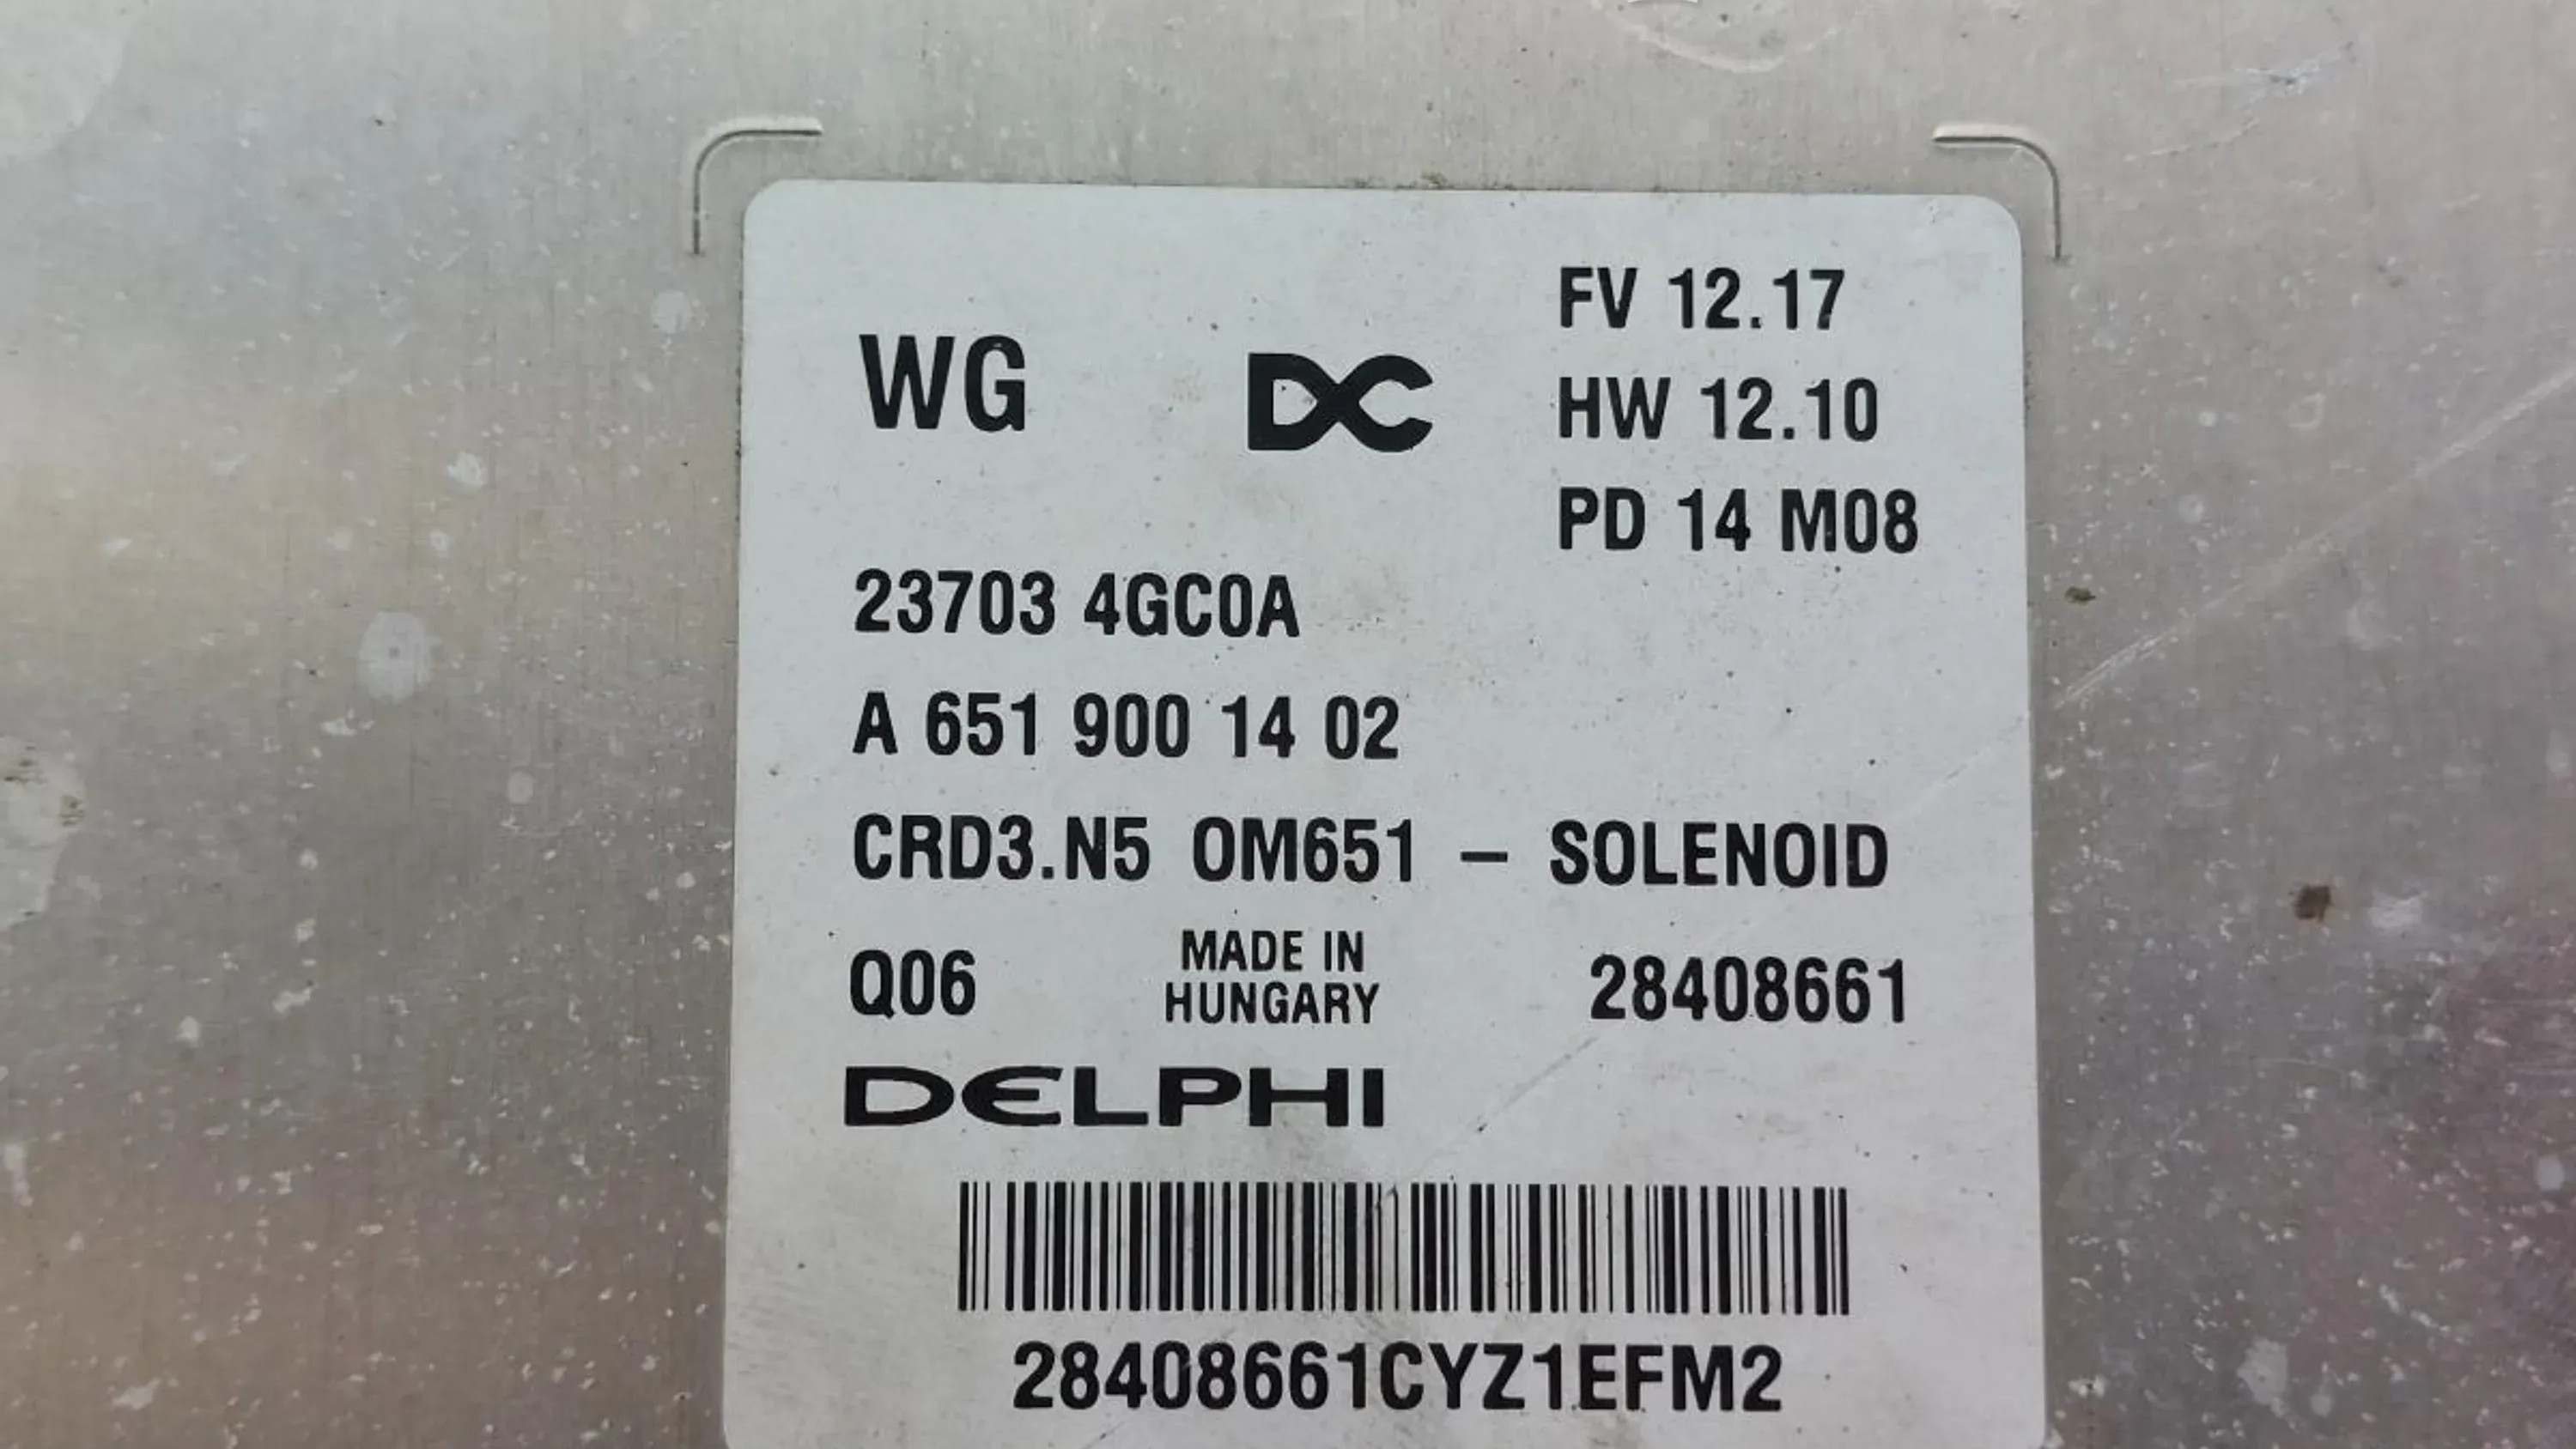 FV 12.17
WG DC HW 12.10
PD 14 M08
23703 4GC0A
A 651 900 14 02
CRD3.N5 OM651 – SOLENOID
Q06 MADE IN HUNGARY 28408661
DELPHI
28408661CYZ1EFM2